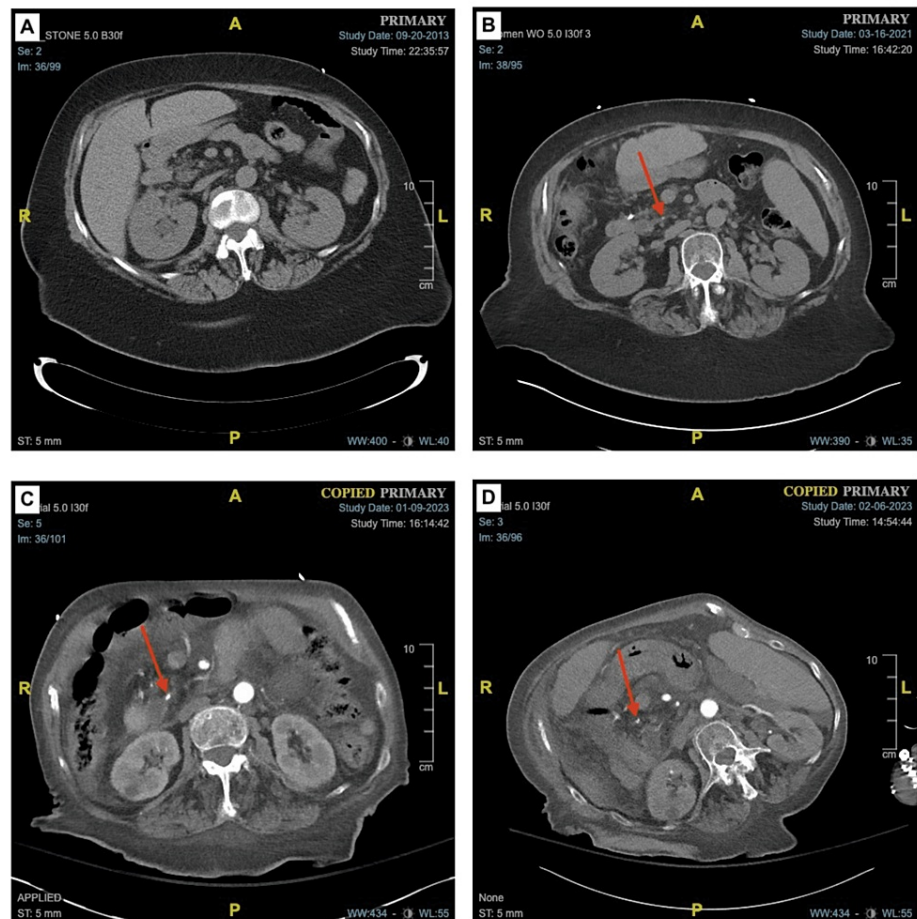 A
PRIMARY
_STONE 5.0 B30f
Study Date: 09-20-2013
Se: 2
Study Time: 22:35:57
Im: 36/99
A
R
10
L
cm
P
ST: 5 mm
WW:400 - WL:40
B
PRIMARY
umen WO 5.0 I30f 3
Study Date: 03-16-2021
Se: 2
Study Time: 16:42:20
Im: 38/95
A
R
10
L
cm
P
ST: 5 mm
WW:390 - WL:35
C
COPIED PRIMARY
ial 5.0 I30f
Study Date: 01-09-2023
Se: 5
Study Time: 16:14:42
Im: 36/101
A
R
10
L
cm
APPLIED
P
ST: 5 mm
WW:434 - WL:55
D
COPIED PRIMARY
ial 5.0 I30f
Study Date: 02-06-2023
Se: 3
Study Time: 14:54:44
Im: 36/96
A
R
10
L
cm
None
P
ST: 5 mm
WW:434 - WL:55